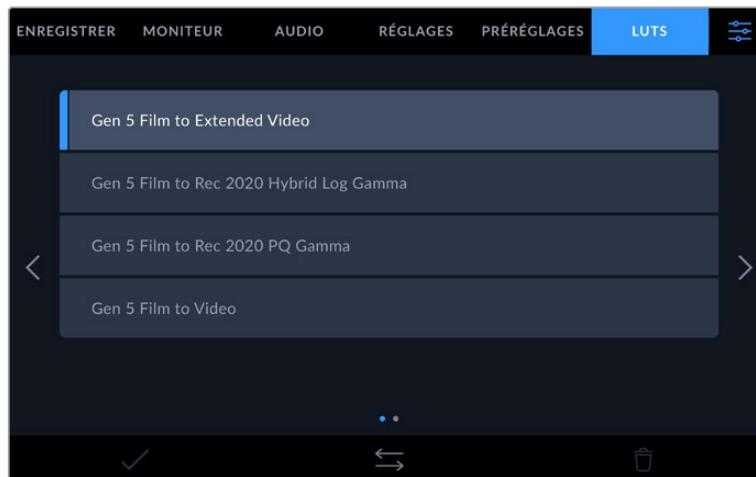 ENREGISTRER MONITEUR AUDIO RÉGLAGES PRÉRÉGLAGES LUTS
Gen 5 Film to Extended Video
Gen 5 Film to Rec 2020 Hybrid Log Gamma
Gen 5 Film to Rec 2020 PQ Gamma
Gen 5 Film to Video